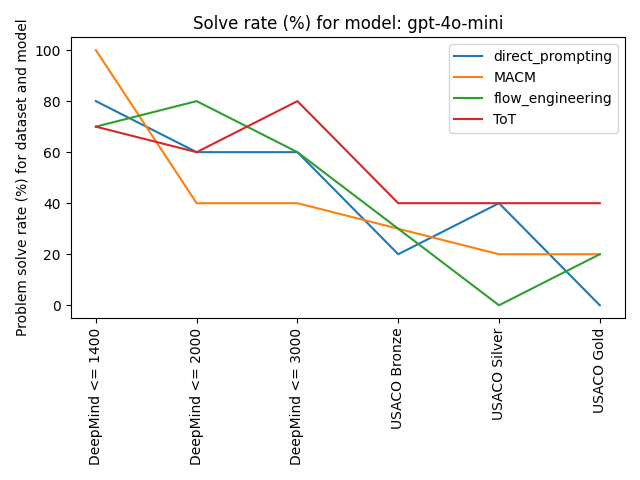 Solve rate (%) for model: gpt-4o-mini
Problem solve rate (%) for dataset and model
100
80
60
40
20
0
direct_prompting
MACM
flow_engineering
ToT
DeepMind <= 1400
DeepMind <= 2000
DeepMind <= 3000
USACO Bronze
USACO Silver
USACO Gold